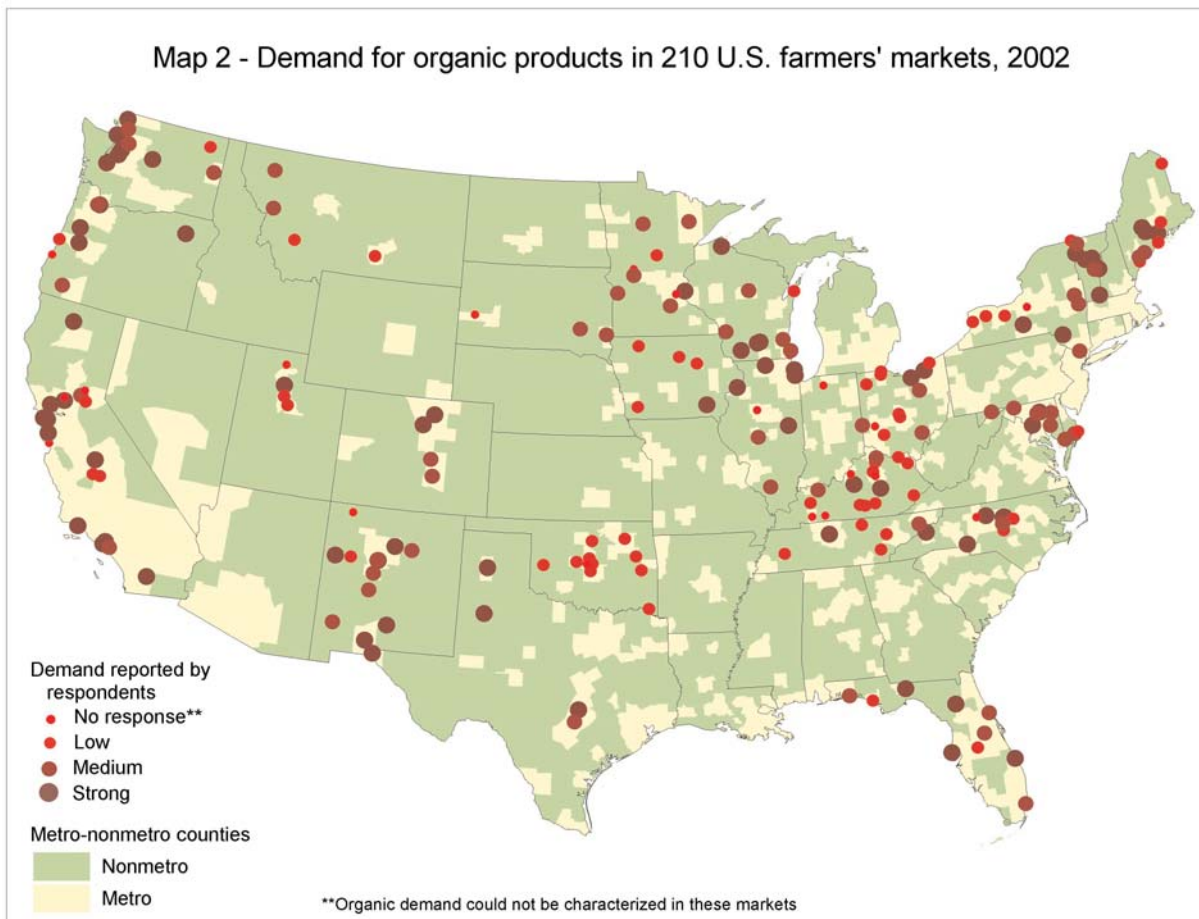 Map 2 - Demand for organic products in 210 U.S. farmers' markets, 2002
Demand reported by
respondents
No response**
Low
Medium
Strong
Metro-nonmetro counties
Nonmetro
Metro
**Organic demand could not be characterized in these markets